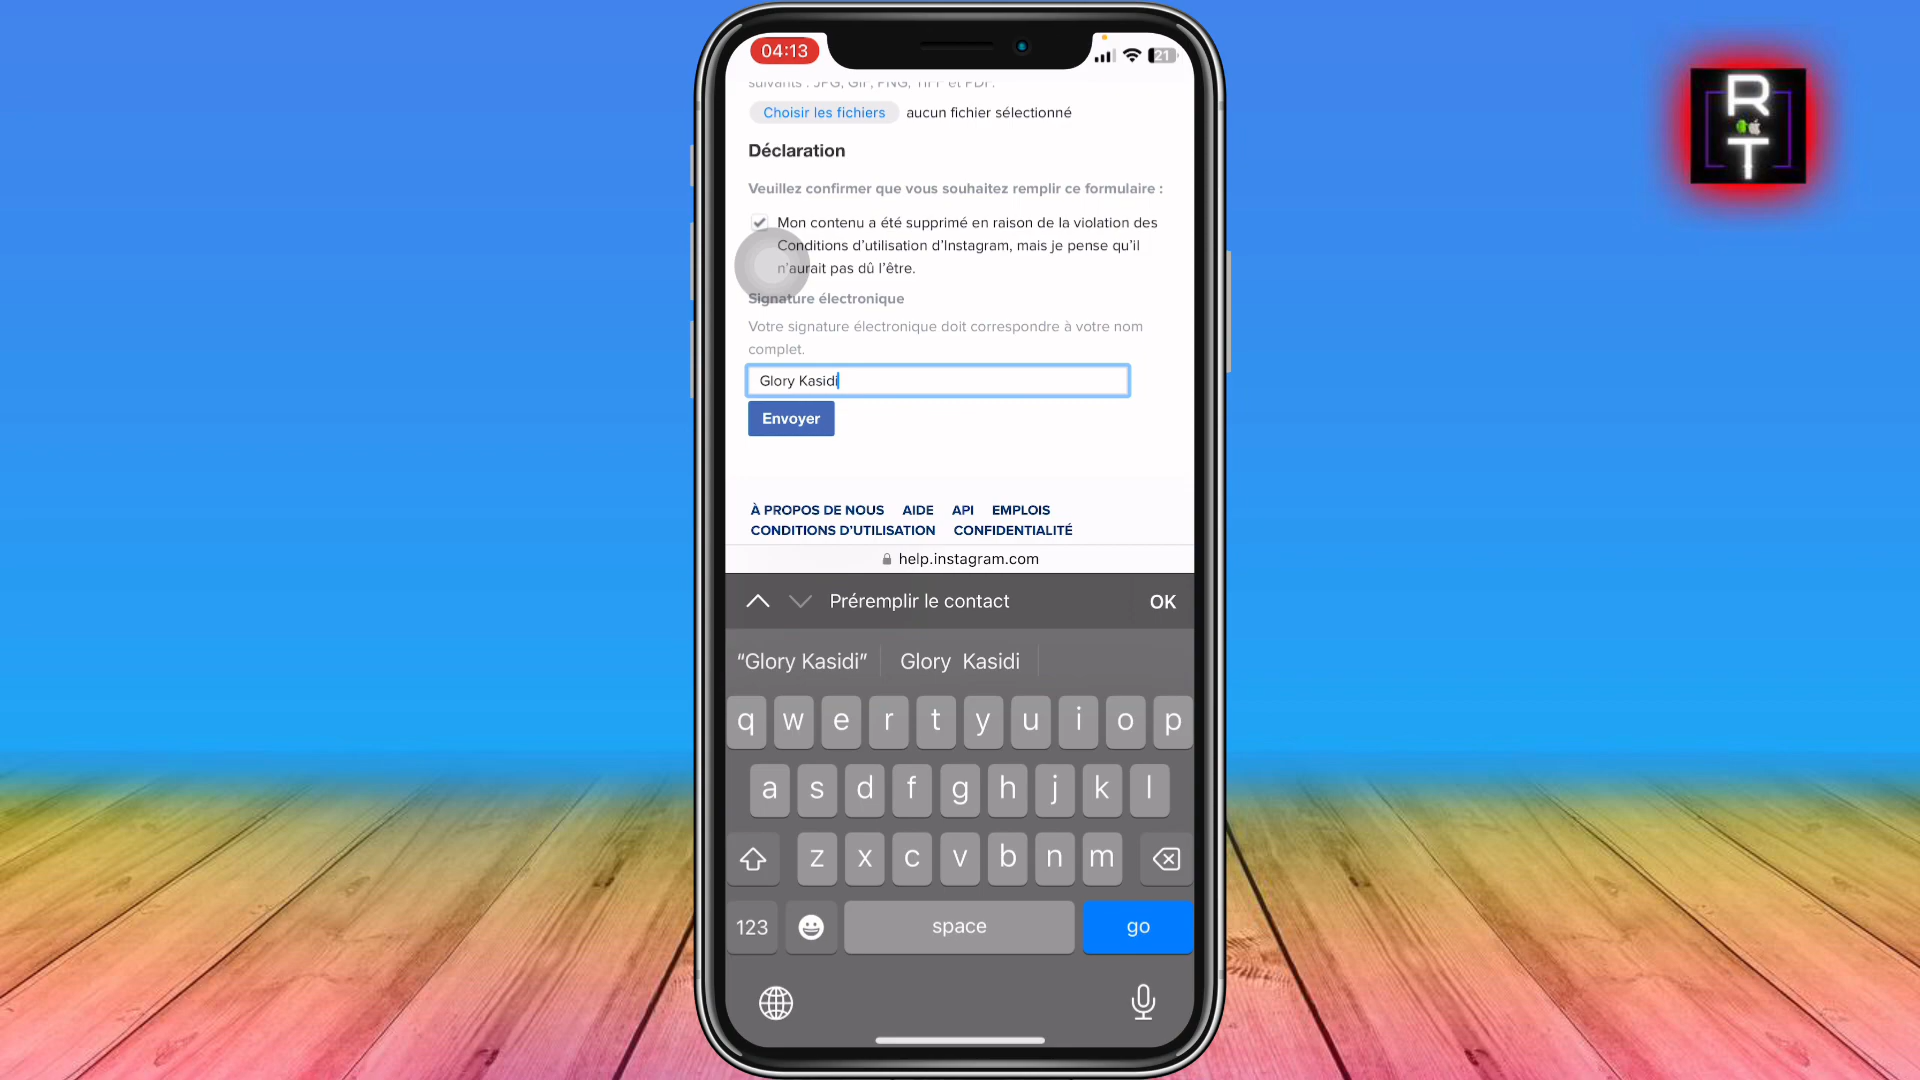 04:13
21
R
T
suivants : JPG, GIF, PNG, TIFF et PDF.
Choisir les fichiers aucun fichier sélectionné
Déclaration
Veuillez confirmer que vous souhaitez remplir ce formulaire :
Mon contenu a été supprimé en raison de la violation des
Conditions d’utilisation d’Instagram, mais je pense qu’il
n’aurait pas dû l’être.
Signature électronique
Votre signature électronique doit correspondre à votre nom
complet.
Glory Kasidi
Envoyer
À PROPOS DE NOUS AIDE API EMPLOIS
CONDITIONS D’UTILISATION CONFIDENTIALITÉ
help.instagram.com
Préremplir le contact OK
“Glory Kasidi” Glory Kasidi
q w e r t y u i o p
a s d f g h j k l
z x c v b n m
123 space go